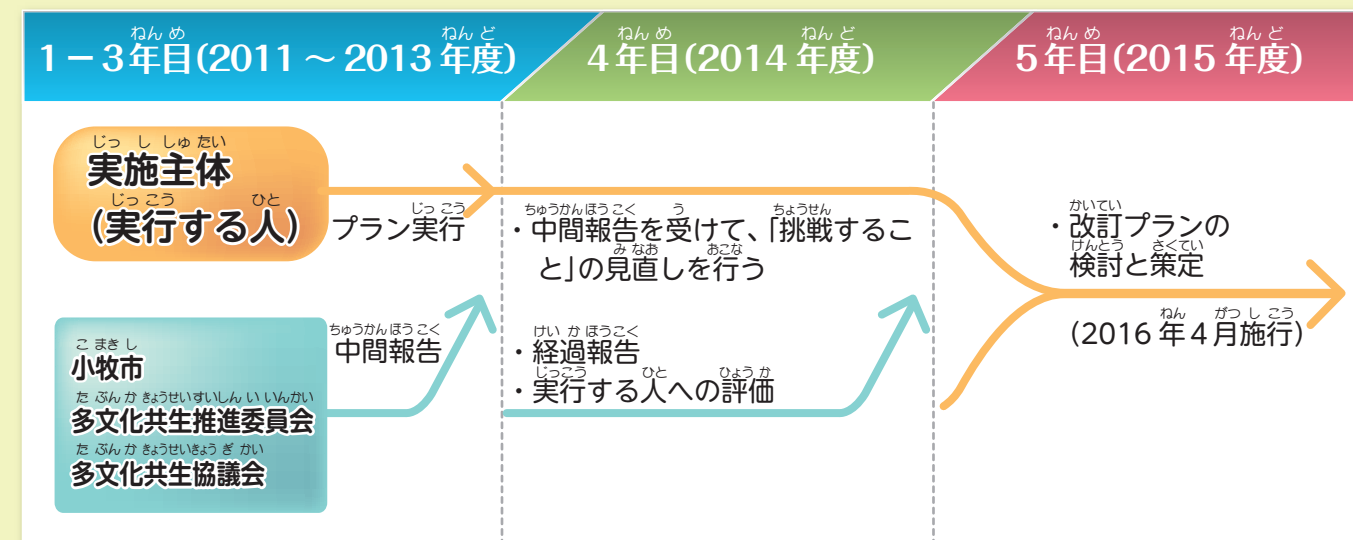 ねんめ ねんど
1－3年目(2011～2013年度)
ねんめ ねんど
4年目(2014年度)
ねんめ ねんど
5年目(2015年度)
じっししゅたい
実施主体
じっこう ひと
(実行する人)
じっこう
プラン実行
ちゅうかんほうこく う ちょうせん
・中間報告を受けて、「挑戦するこ
みなお おこな
と」の見直しを行う
かいてい
・改訂プランの
けんとう さくてい
検討と策定
ねん がつしこう
(2016年4月施行)
こまきし
小牧市
たぶんかきょうせいすいしんいいんかい
多文化共生推進委員会
たぶんかきょうせいきょうぎかい
多文化共生協議会
ちゅうかんほうこく
中間報告
けいかほうこく
・経過報告
じっこう ひと ひょうか
・実行する人への評価